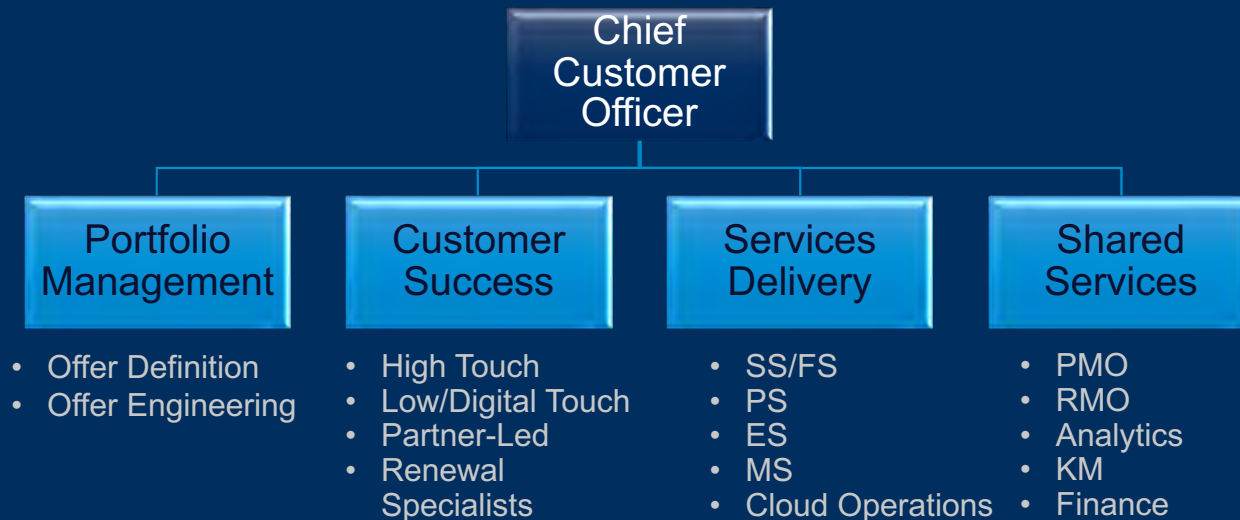 Chief
Customer
Officer
Portfolio
Management
Customer
Success
Services
Delivery
Shared
Services
• Offer Definition
• Offer Engineering
• High Touch
• Low/Digital Touch
• Partner-Led
• Renewal
Specialists
• SS/FS
• PS
• ES
• MS
• Cloud Operations
• PMO
• RMO
• Analytics
• KM
• Finance